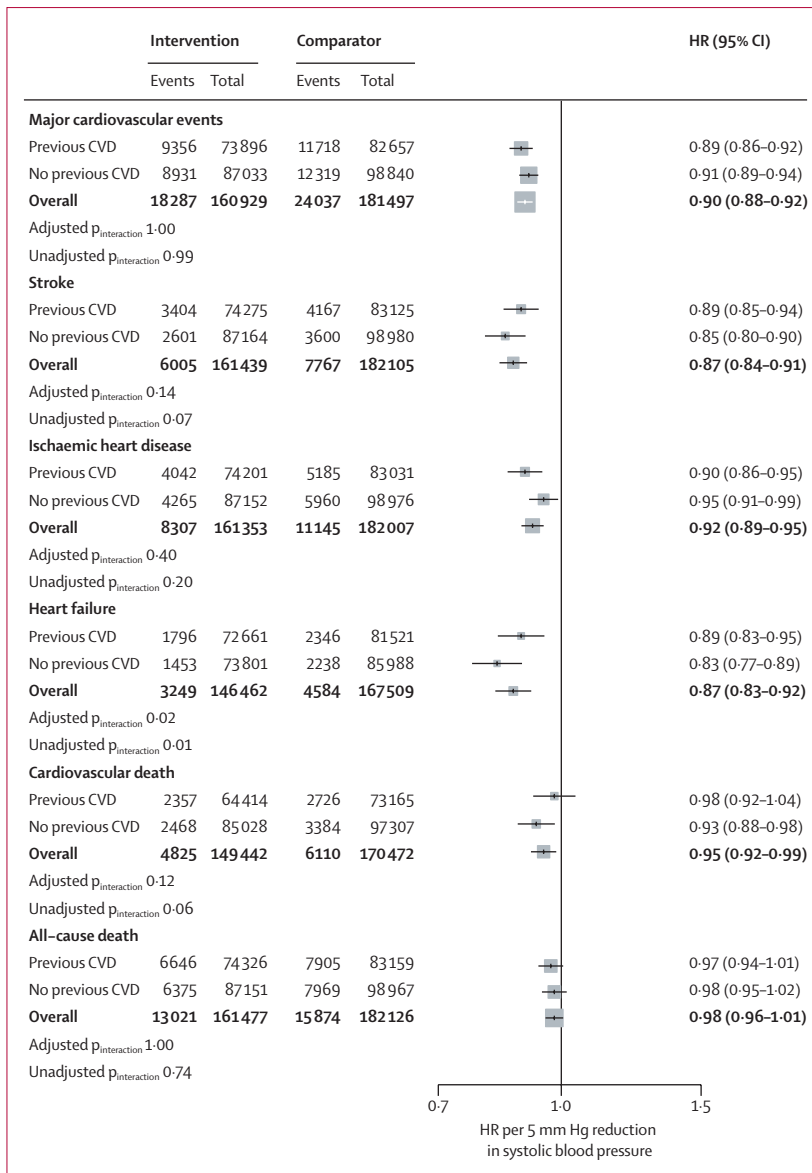 Intervention Comparator HR (95% CI)
Events Total Events Total
Major cardiovascular events
Previous CVD 9356 73896 11718 82657 0·89 (0·86–0·92)
No previous CVD 8931 87033 12319 98840 0·91 (0·89–0·94)
Overall 18287 160929 24037 181497 0·90 (0·88–0·92)
Adjusted pinteraction 1·00
Unadjusted pinteraction 0·99
Stroke
Previous CVD 3404 74275 4167 83125 0·89 (0·85–0·94)
No previous CVD 2601 87164 3600 98980 0·85 (0·80–0·90)
Overall 6005 161439 7767 182105 0·87 (0·84–0·91)
Adjusted pinteraction 0·14
Unadjusted pinteraction 0·07
Ischaemic heart disease
Previous CVD 4042 74201 5185 83031 0·90 (0·86–0·95)
No previous CVD 4265 87152 5960 98976 0·95 (0·91–0·99)
Overall 8307 161353 11145 182007 0·92 (0·89–0·95)
Adjusted pinteraction 0·40
Unadjusted pinteraction 0·20
Heart failure
Previous CVD 1796 72661 2346 81521 0·89 (0·83–0·95)
No previous CVD 1453 73801 2238 85988 0·83 (0·77–0·89)
Overall 3249 146462 4584 167509 0·87 (0·83–0·92)
Adjusted pinteraction 0·02
Unadjusted pinteraction 0·01
Cardiovascular death
Previous CVD 2357 64414 2726 73165 0·98 (0·92–1·04)
No previous CVD 2468 85028 3384 97307 0·93 (0·88–0·98)
Overall 4825 149442 6110 170472 0·95 (0·92–0·99)
Adjusted pinteraction 0·12
Unadjusted pinteraction 0·06
All-cause death
Previous CVD 6646 74326 7905 83159 0·97 (0·94–1·01)
No previous CVD 6375 87151 7969 98967 0·98 (0·95–1·02)
Overall 13021 161477 15874 182126 0·98 (0·96–1·01)
Adjusted pinteraction 1·00
Unadjusted pinteraction 0·74
0·7 1·0 1·5
HR per 5 mm Hg reduction
in systolic blood pressure